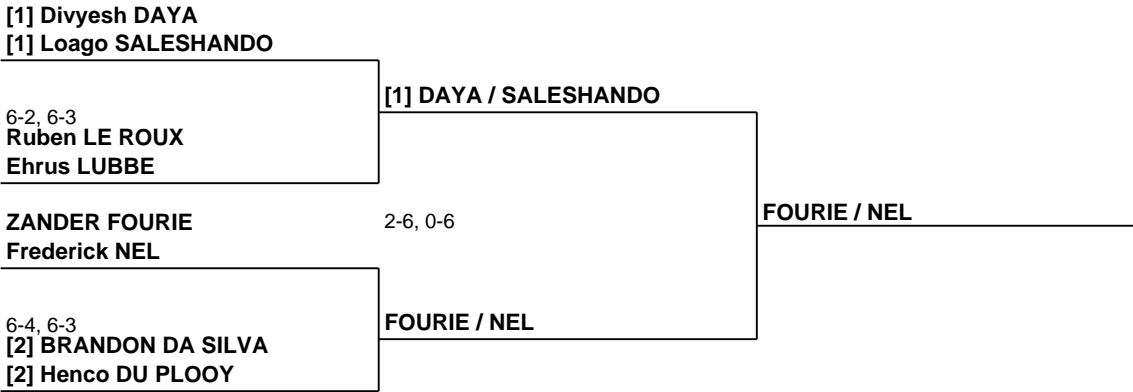 [1] Divyesh DAYA
[1] Loago SALESHANDO
[1] DAYA / SALESHANDO
6-2, 6-3
Ruben LE ROUX
Ehrus LUBBE
ZANDER FOURIE
2-6, 0-6
FOURIE / NEL
Frederick NEL
6-4, 6-3
FOURIE / NEL
[2] BRANDON DA SILVA
[2] Henco DU PLOOY